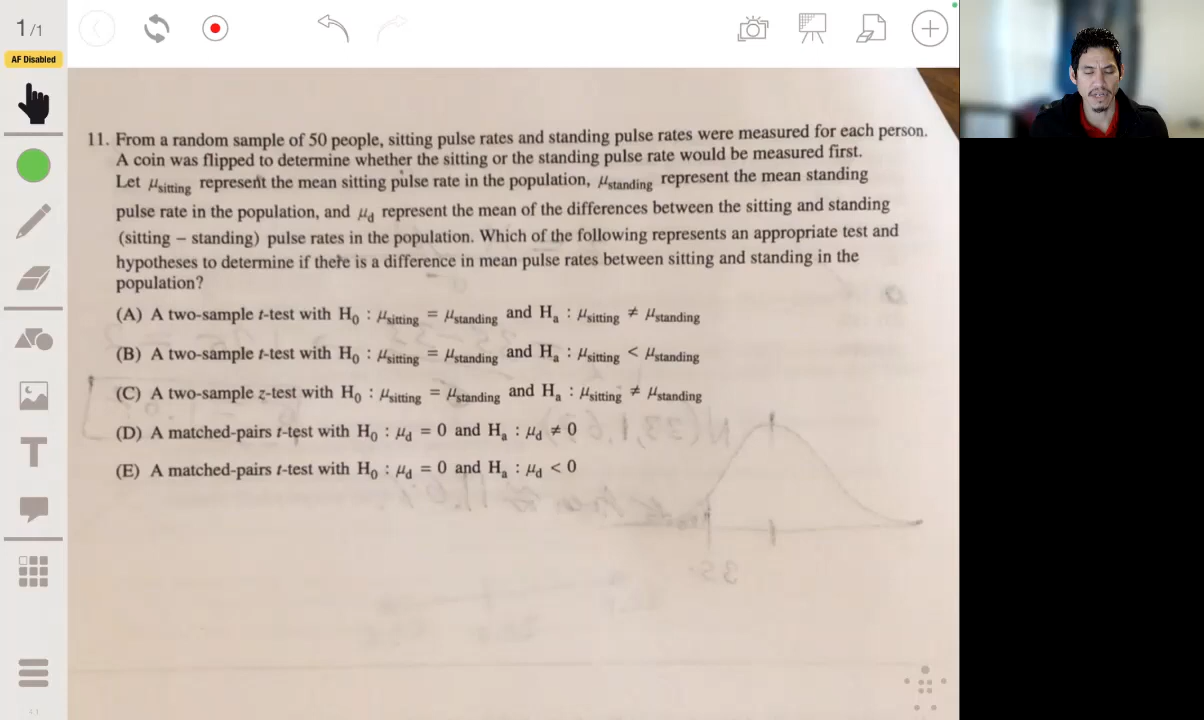 1/1
AF Disabled
11. From a random sample of 50 people, sitting pulse rates and standing pulse rates were measured for each person.
A coin was flipped to determine whether the sitting or the standing pulse rate would be measured first.
Let μsitting represent the mean sitting pulse rate in the population, μstanding represent the mean standing
pulse rate in the population, and μd represent the mean of the differences between the sitting and standing
(sitting − standing) pulse rates in the population. Which of the following represents an appropriate test and
hypotheses to determine if there is a difference in mean pulse rates between sitting and standing in the
population?
(A) A two-sample t-test with H0 : μsitting = μstanding and Ha : μsitting ≠ μstanding
(B) A two-sample t-test with H0 : μsitting = μstanding and Ha : μsitting < μstanding
(C) A two-sample z-test with H0 : μsitting = μstanding and Ha : μsitting ≠ μstanding
(D) A matched-pairs t-test with H0 : μd = 0 and Ha : μd ≠ 0
(E) A matched-pairs t-test with H0 : μd = 0 and Ha : μd < 0
T